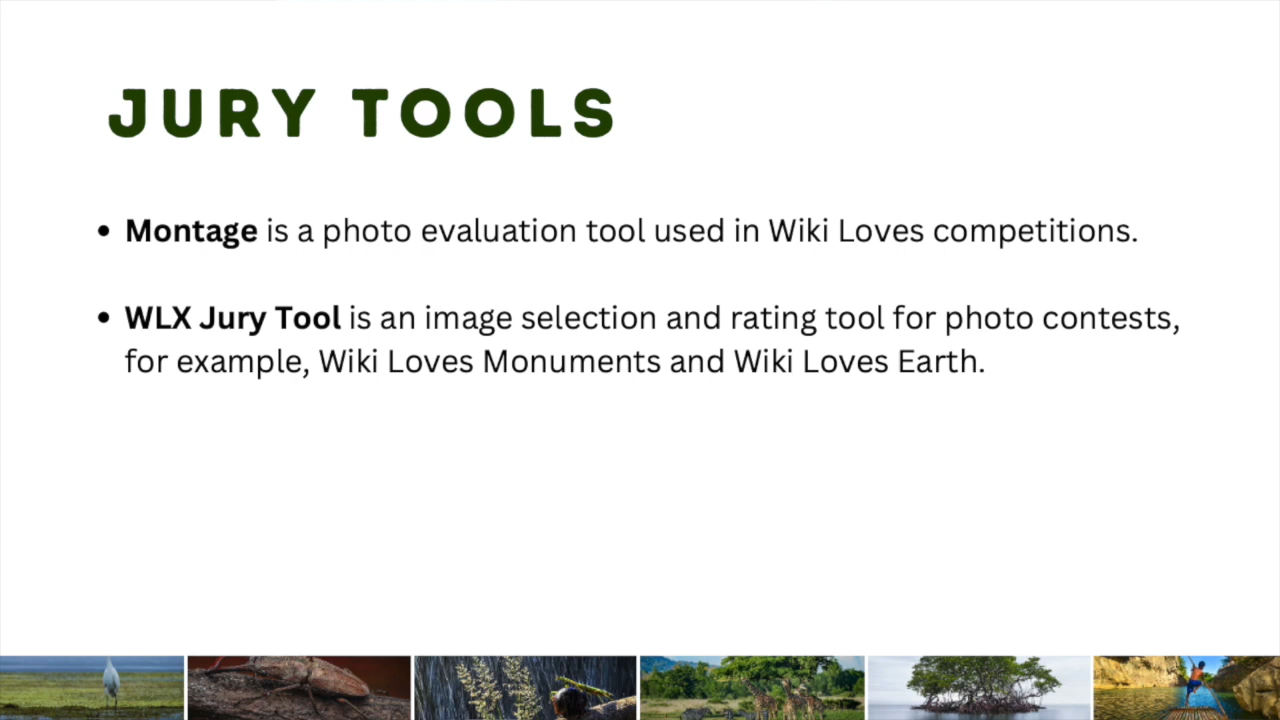 JURY TOOLS
• Montage is a photo evaluation tool used in Wiki Loves competitions.
• WLX Jury Tool is an image selection and rating tool for photo contests,
for example, Wiki Loves Monuments and Wiki Loves Earth.